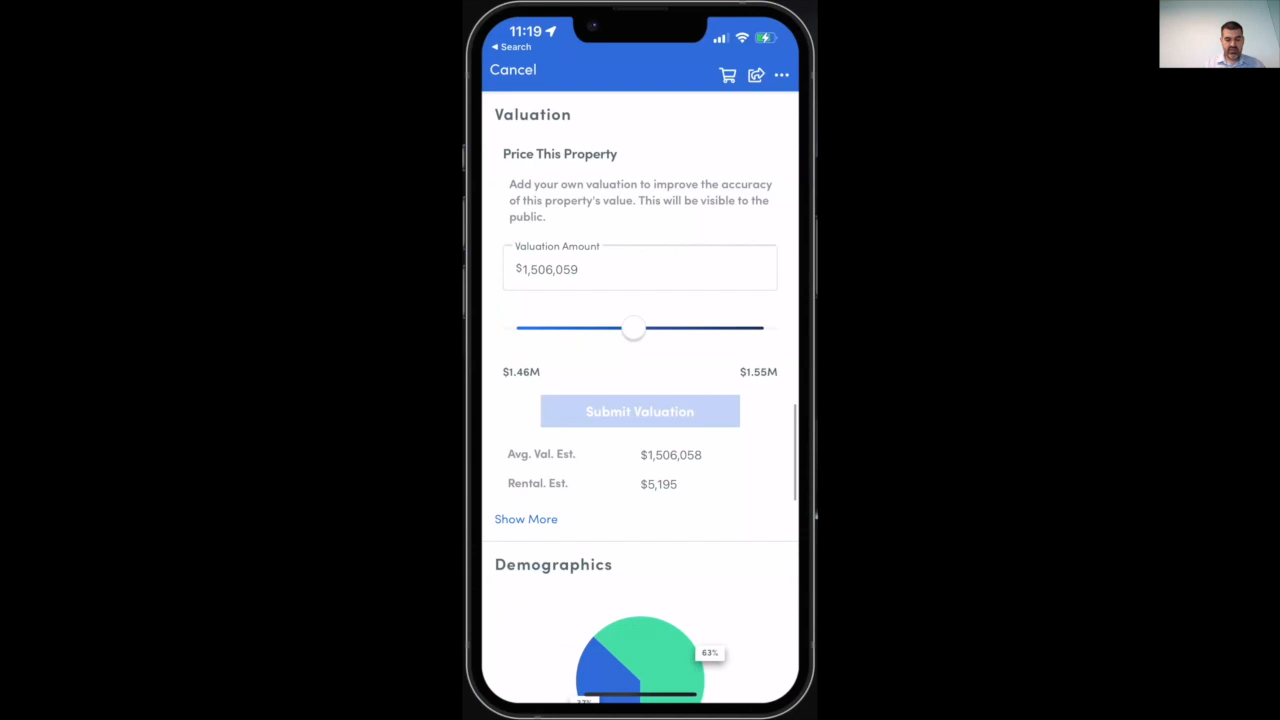 11:19
Search
Cancel
Valuation
Price This Property
Add your own valuation to improve the accuracy
of this property's value. This will be visible to the
public.
Valuation Amount
$1,506,059
$1.46M $1.55M
Submit Valuation
Avg. Val. Est. $1,506,058
Rental. Est. $5,195
Show More
Demographics
63%